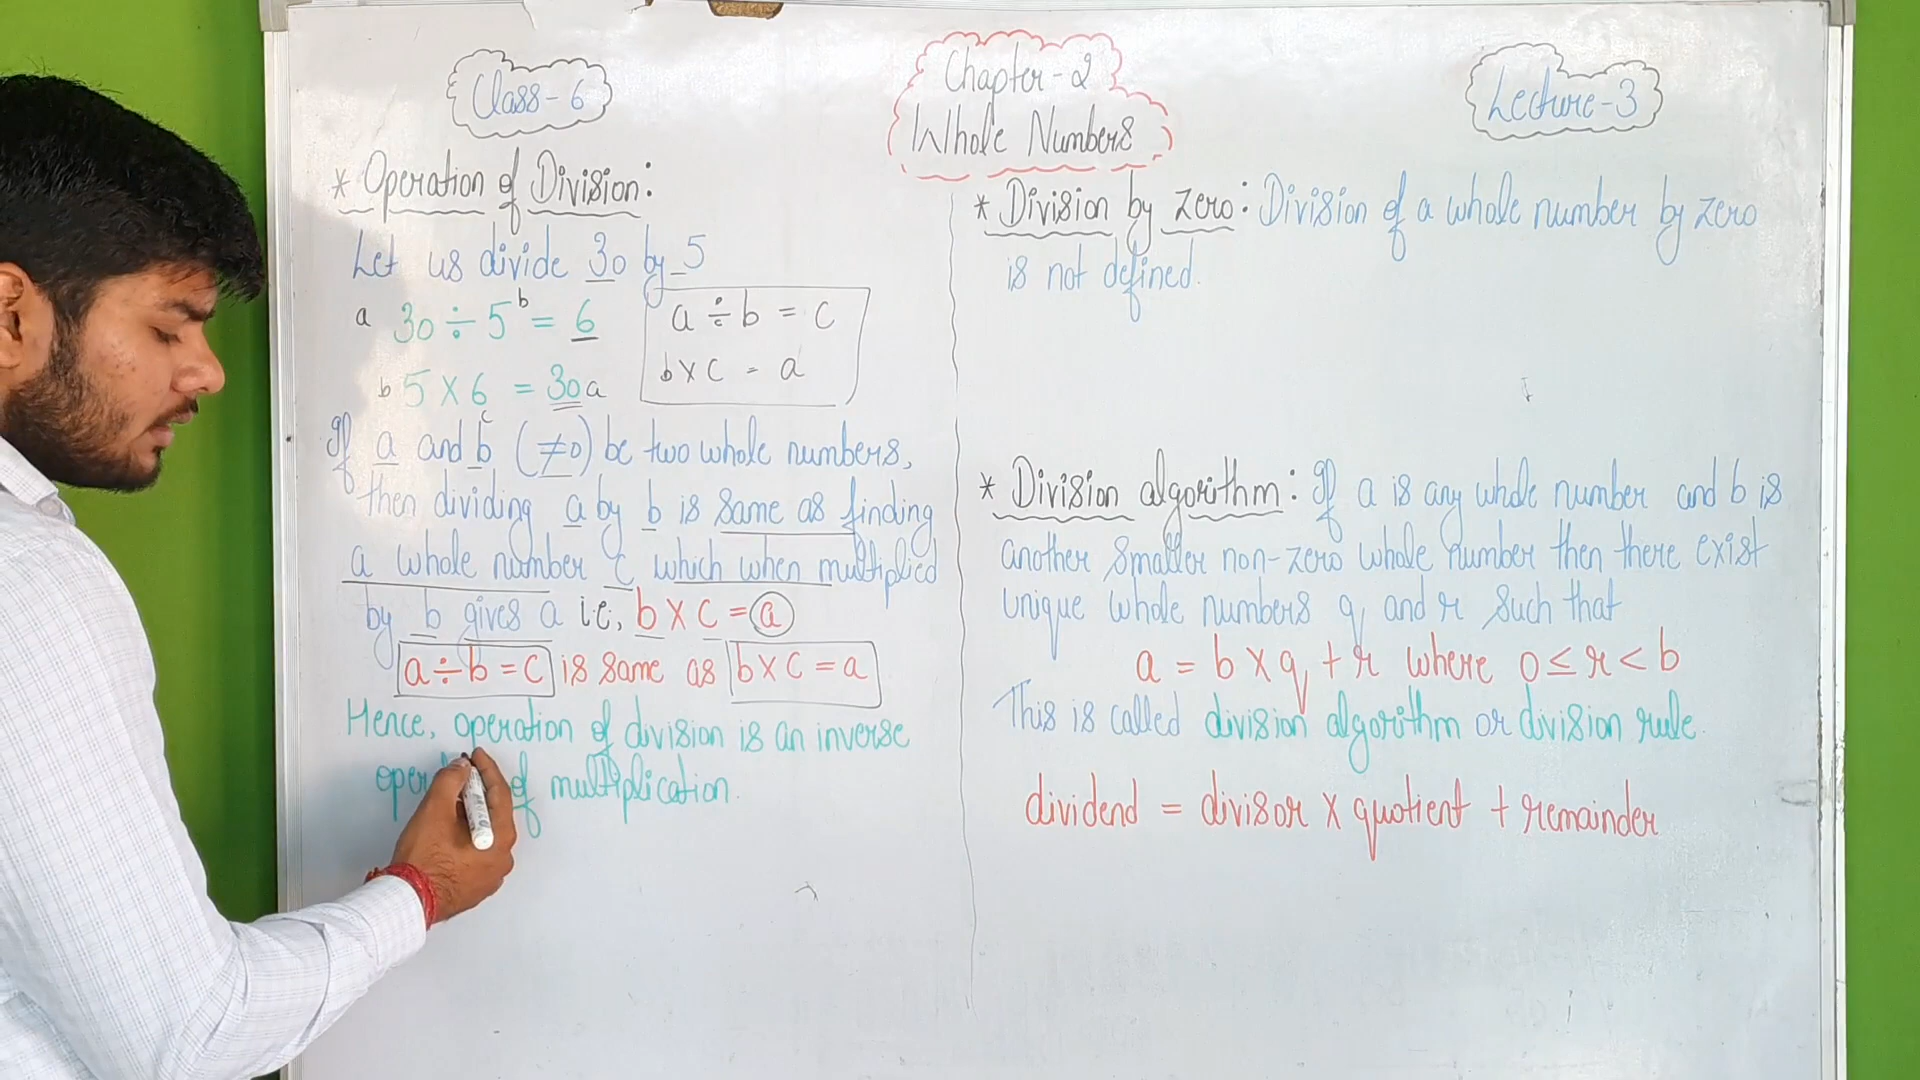 Class-6
Chapter-2
Whole Numbers
Lecture-3
* Operation of Division:
Let us divide 30 by 5
a 30 ÷ 5 b = 6
b 5 X 6 = 30 a
c
a ÷ b = c
b x c = a
If a and b (≠0) be two whole numbers,
then dividing a by b is same as finding
a whole number c which when multiplied
by b gives a i.e, b x c = a
a ÷ b = c is same as b x c = a
Hence, operation of division is an inverse
of multiplication.
* Division by zero: Division of a whole number by zero
is not defined.
* Division algorithm: If a is any whole number and b is
another smaller non-zero whole number then there exist
unique whole numbers q and r such that
a = b x q + r where 0 ≤ r < b
This is called division algorithm or division rule.
dividend = divisor x quotient + remainder